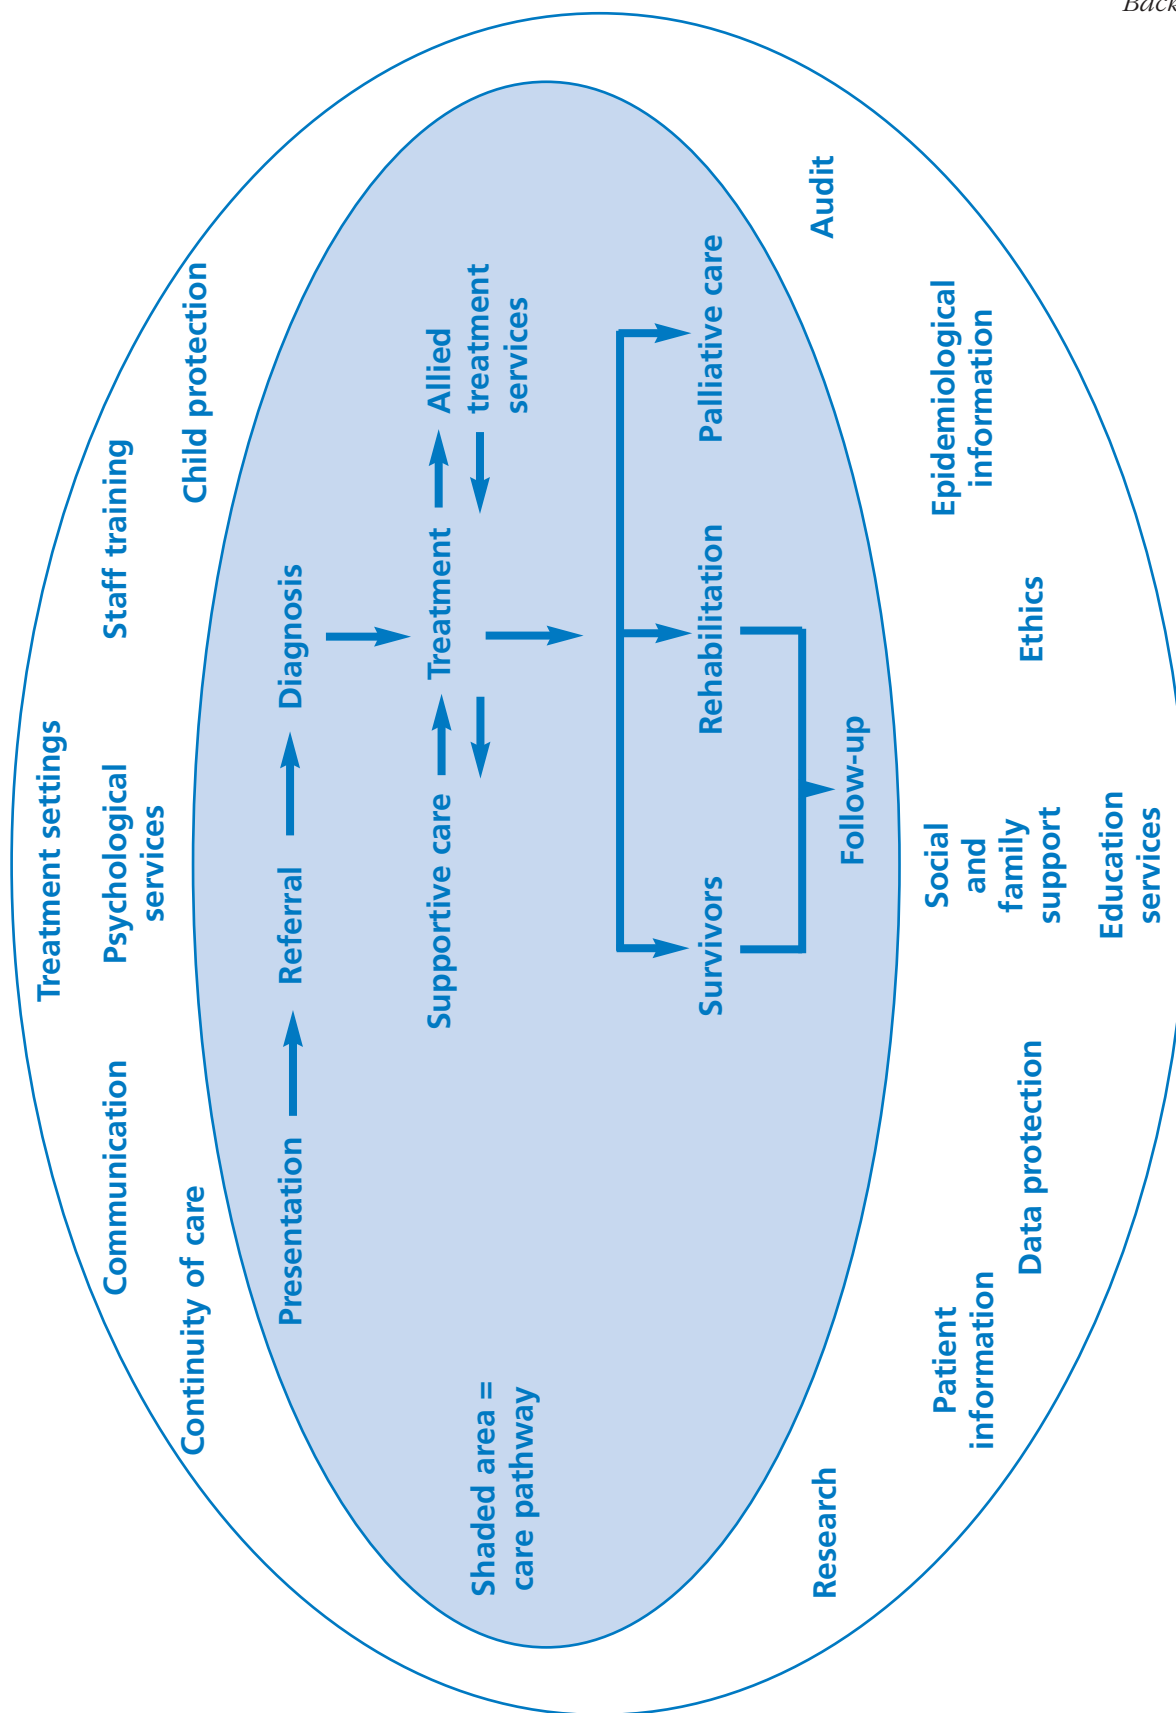 Back
Treatment settings
Communication
Psychological
services
Staff training
Continuity of care
Child protection
Presentation
Referral
Diagnosis
Shaded area =
care pathway
Supportive care
Treatment
Allied
treatment
services
Survivors
Rehabilitation
Palliative care
Follow-up
Research
Audit
Patient
information
Social
and
family
support
Epidemiological
information
Data protection
Ethics
Education
services